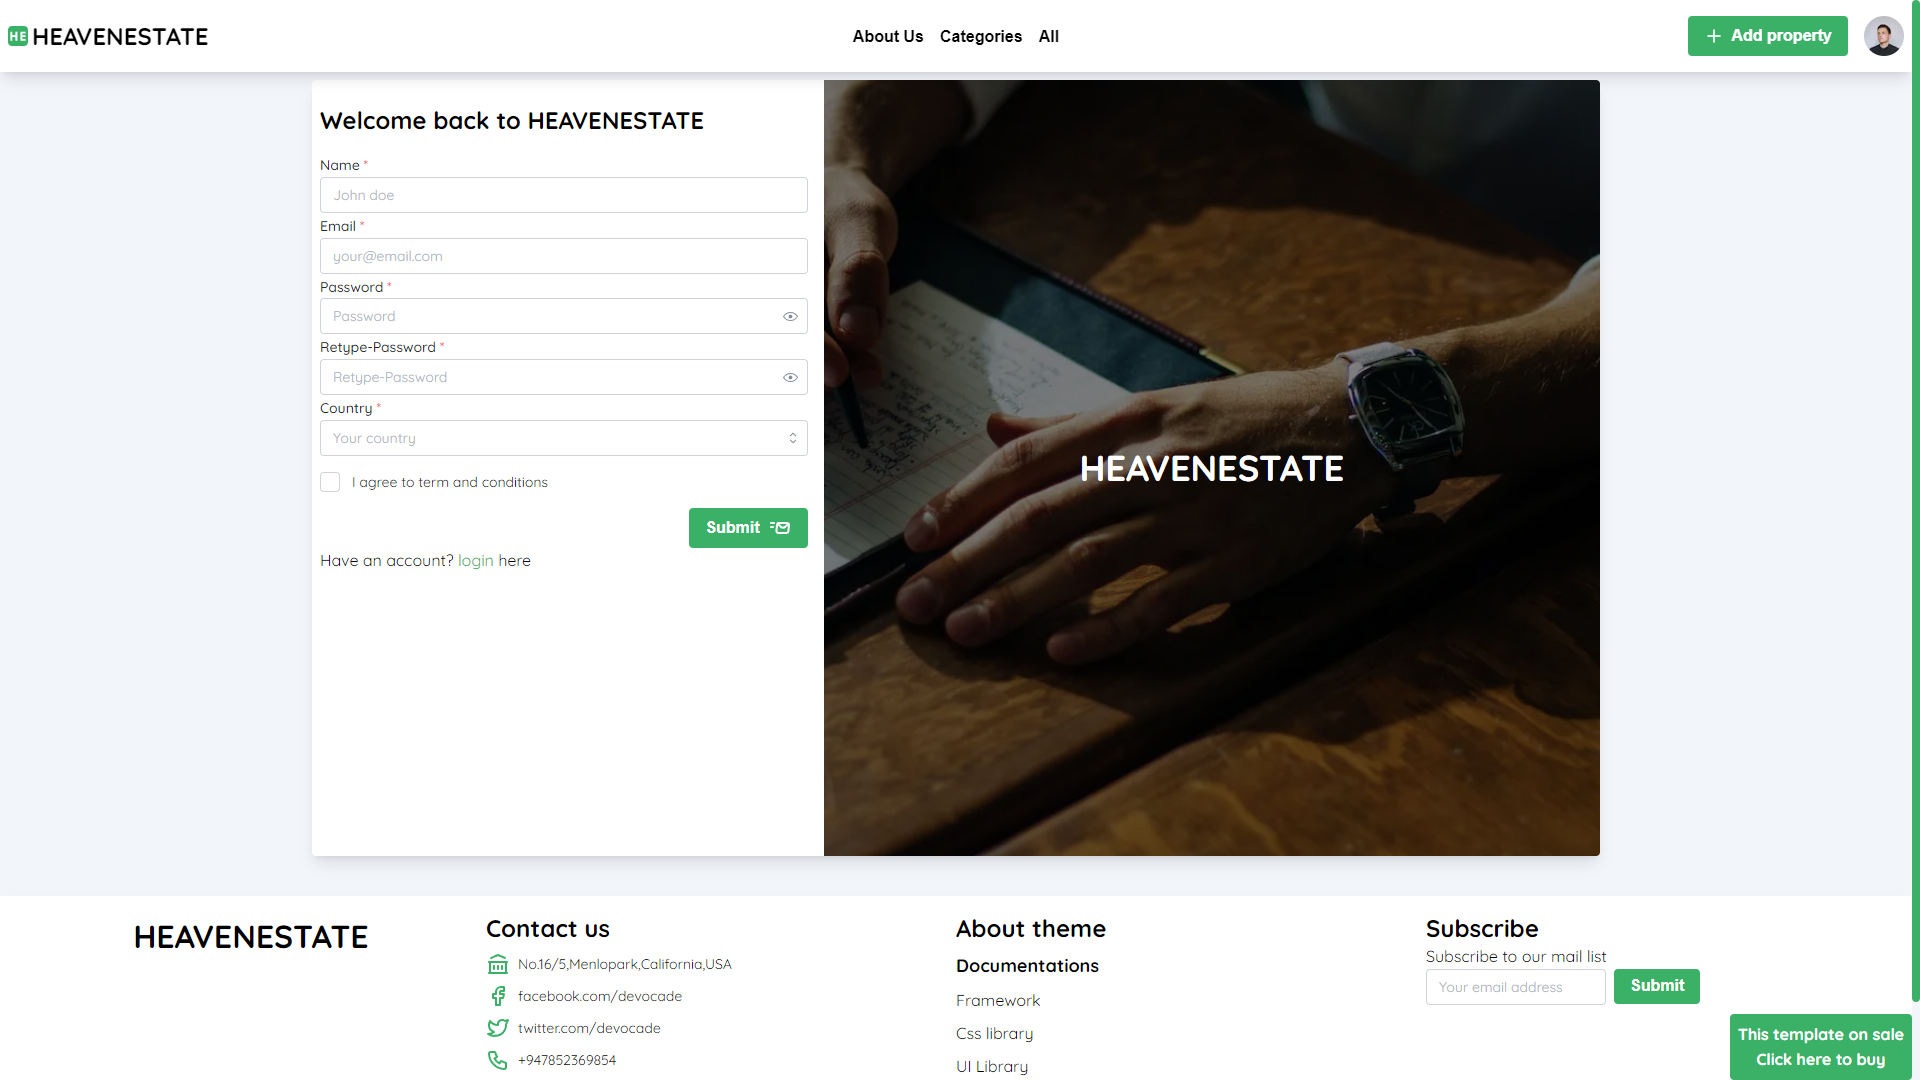 HE HEAVENESTATE
About Us
Categories
All
Add property
Welcome back to HEAVENESTATE
Name *
John doe
Email *
your@email.com
Password *
Password
Retype-Password *
Retype-Password
Country *
Your country
I agree to term and conditions
Submit
Have an account? login here
HEAVENESTATE
HEAVENESTATE
Contact us
No.16/5,Menlopark,California,USA
facebook.com/devocade
twitter.com/devocade
+947852369854
About theme
Documentations
Framework
Css library
UI Library
Subscribe
Subscribe to our mail list
Your email address
Submit
This template on sale
Click here to buy